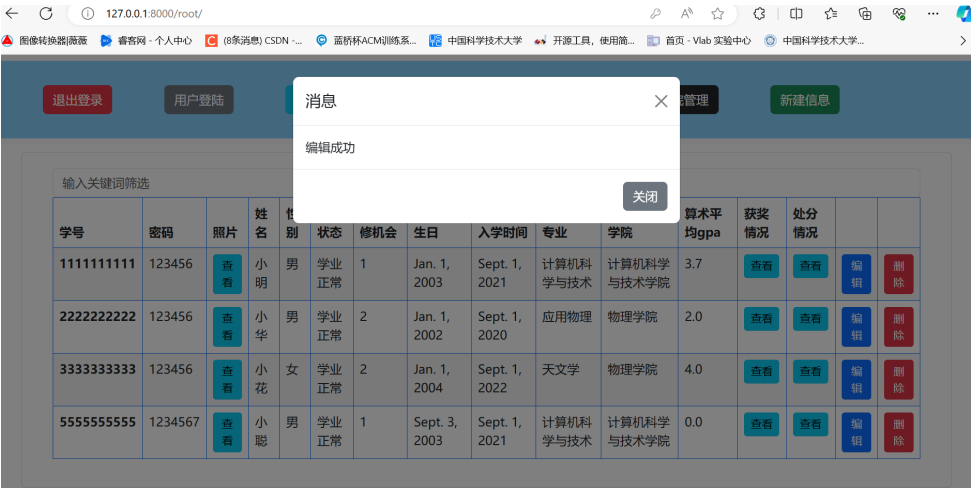 127.0.0.1:8000/root/
图像转换器|薇薇 睿客网 - 个人中心 (8条消息) CSDN -... 蓝桥杯ACM训练系... 中国科学技术大学 开源工具，使用简... 首页 - Vlab 实验中心 中国科学技术大学...
退出登录 用户登陆 管理 新建信息
消息
编辑成功
关闭
输入关键词筛选
学号 密码 照片 姓名 性别 状态 修机会 生日 入学时间 专业 学院 算术平均gpa 获奖情况 处分情况
1111111111 123456 查看 小明 男 学业正常 1 Jan. 1, 2003 Sept. 1, 2021 计算机科学与技术 计算机科学与技术学院 3.7 查看 查看 编辑 删除
2222222222 123456 查看 小华 男 学业正常 2 Jan. 1, 2002 Sept. 1, 2020 应用物理 物理学院 2.0 查看 查看 编辑 删除
3333333333 123456 查看 小花 女 学业正常 2 Jan. 1, 2004 Sept. 1, 2022 天文学 物理学院 4.0 查看 查看 编辑 删除
5555555555 1234567 查看 小聪 男 学业正常 1 Sept. 3, 2003 Sept. 1, 2021 计算机科学与技术 计算机科学与技术学院 0.0 查看 查看 编辑 删除